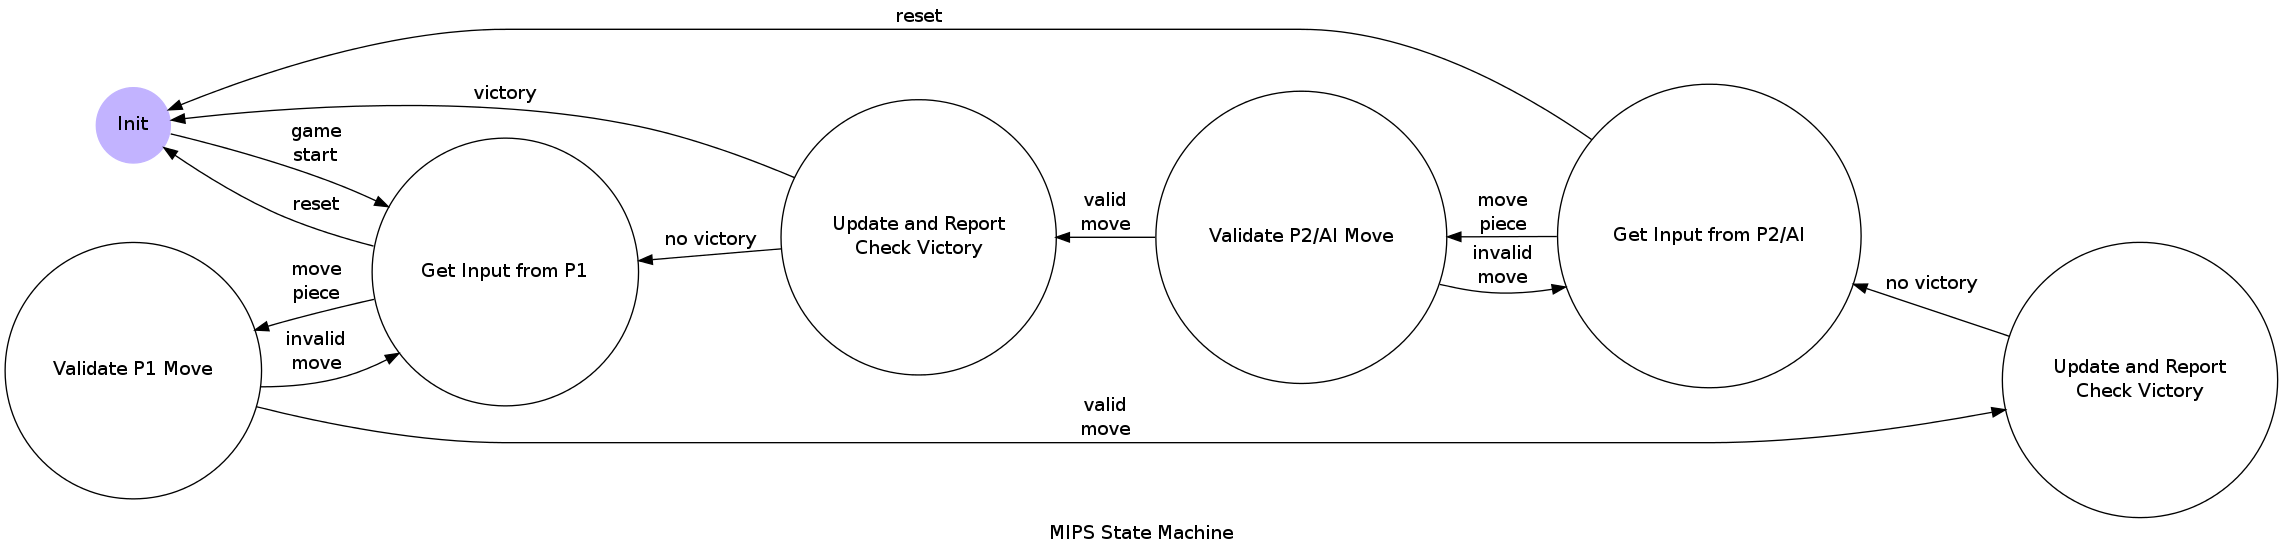 reset
victory
Init
game
start
reset
move
piece
invalid
move
Validate P1 Move
Get Input from P1
no victory
Update and Report
Check Victory
valid
move
Validate P2/AI Move
move
piece
invalid
move
Get Input from P2/AI
no victory
Update and Report
Check Victory
valid
move
MIPS State Machine